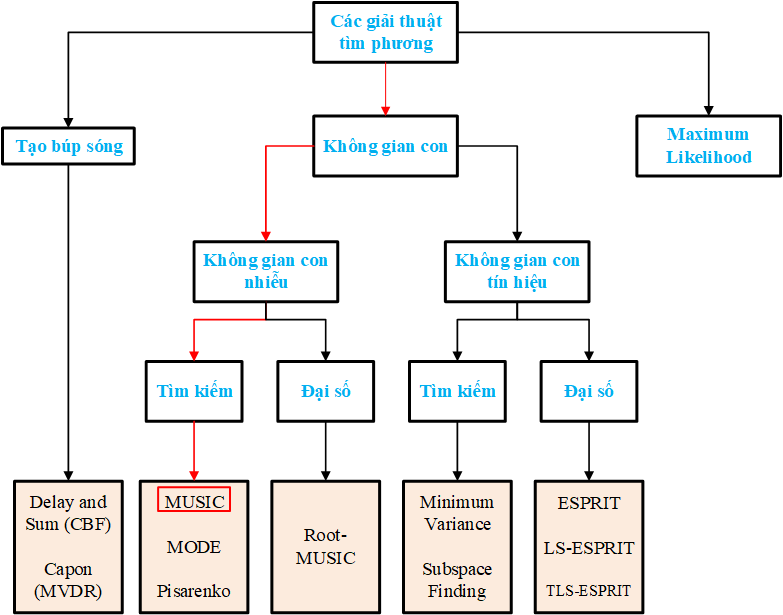 Các giải thuật
tìm phương
Tạo búp sóng
Không gian con
Maximum
Likelihood
Không gian con
nhiễu
Không gian con
tín hiệu
Tìm kiếm
Đại số
Tìm kiếm
Đại số
Delay and
Sum (CBF)
Capon
(MVDR)
MUSIC
MODE
Pisarenko
Root-
MUSIC
Minimum
Variance
Subspace
Finding
ESPRIT
LS-ESPRIT
TLS-ESPRIT